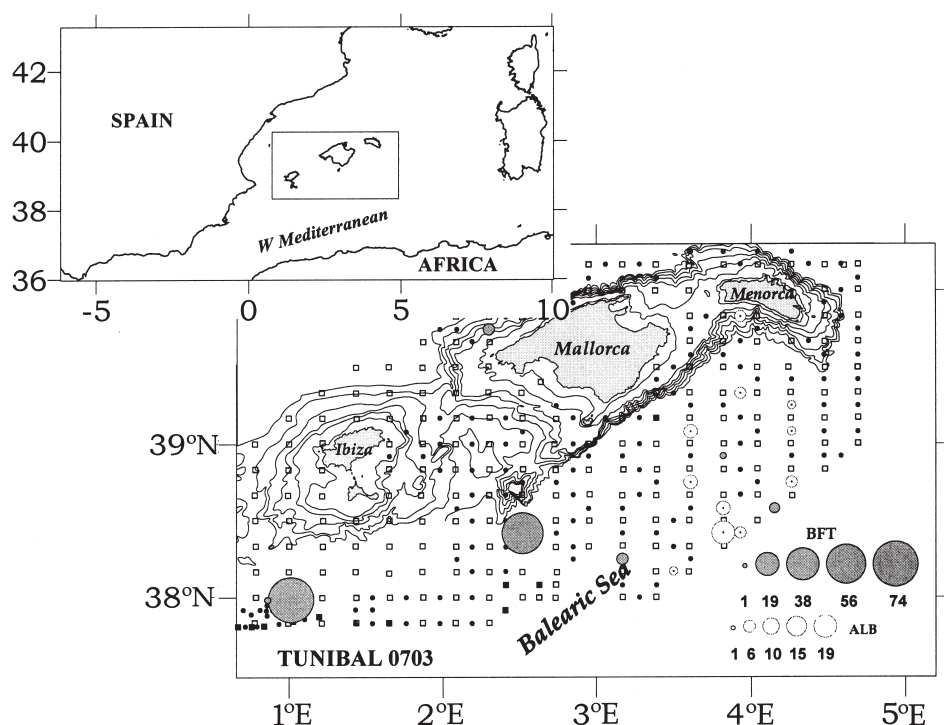 42
40
38
36
SPAIN
W Mediterranean
AFRICA
-5
0
5
10
Menorca
Mallorca
Ibiza
39ºN
38ºN
Balearic Sea
TUNIBAL 0703
BFT
1 19 38 56 74
ALB
1 6 10 15 19
1ºE 2ºE 3ºE 4ºE 5ºE